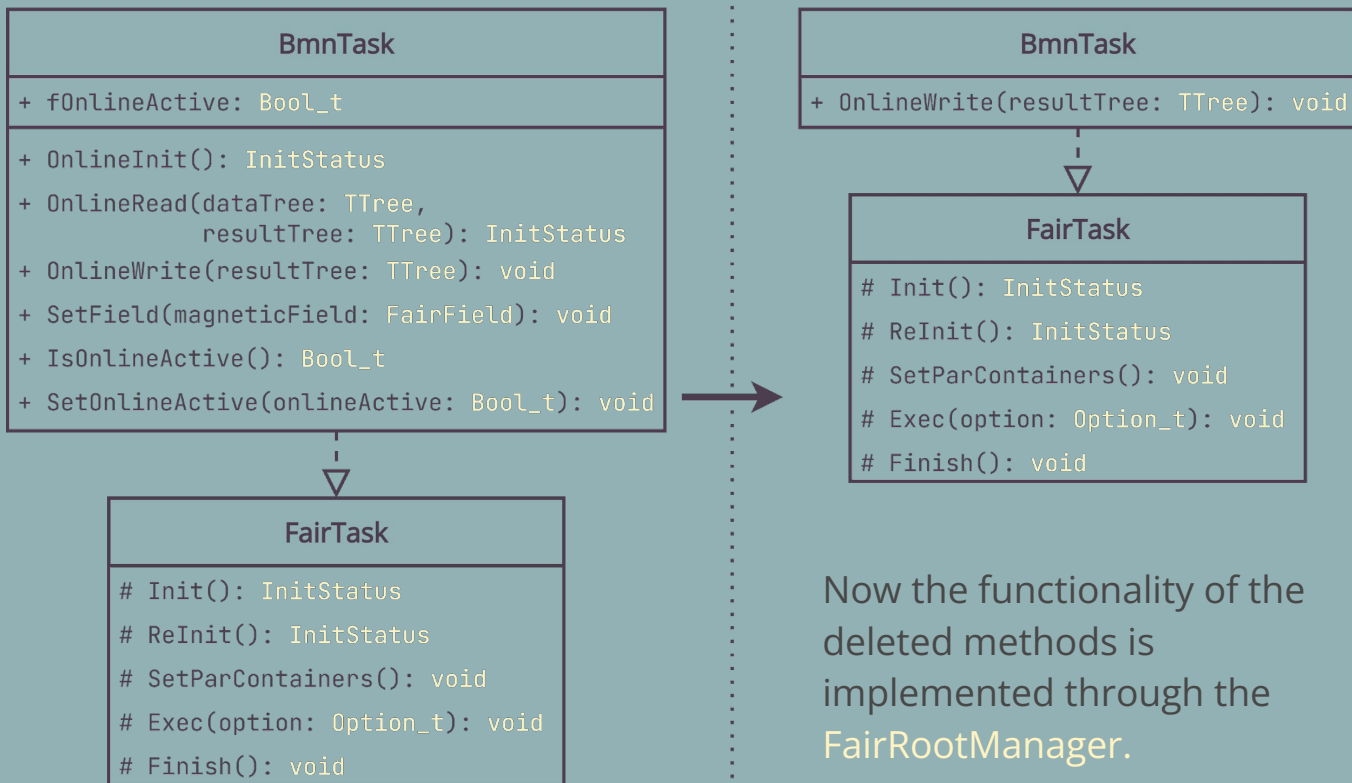 BmnTask
+ fOnlineActive: Bool_t
+ OnlineInit(): InitStatus
+ OnlineRead(dataTree: TTree,
resultTree: TTree): InitStatus
+ OnlineWrite(resultTree: TTree): void
+ SetField(magneticField: FairField): void
+ IsOnlineActive(): Bool_t
+ SetOnlineActive(onlineActive: Bool_t): void
FairTask
# Init(): InitStatus
# ReInit(): InitStatus
# SetParContainers(): void
# Exec(option: Option_t): void
# Finish(): void
BmnTask
+ OnlineWrite(resultTree: TTree): void
FairTask
# Init(): InitStatus
# ReInit(): InitStatus
# SetParContainers(): void
# Exec(option: Option_t): void
# Finish(): void
Now the functionality of the
deleted methods is
implemented through the
FairRootManager.